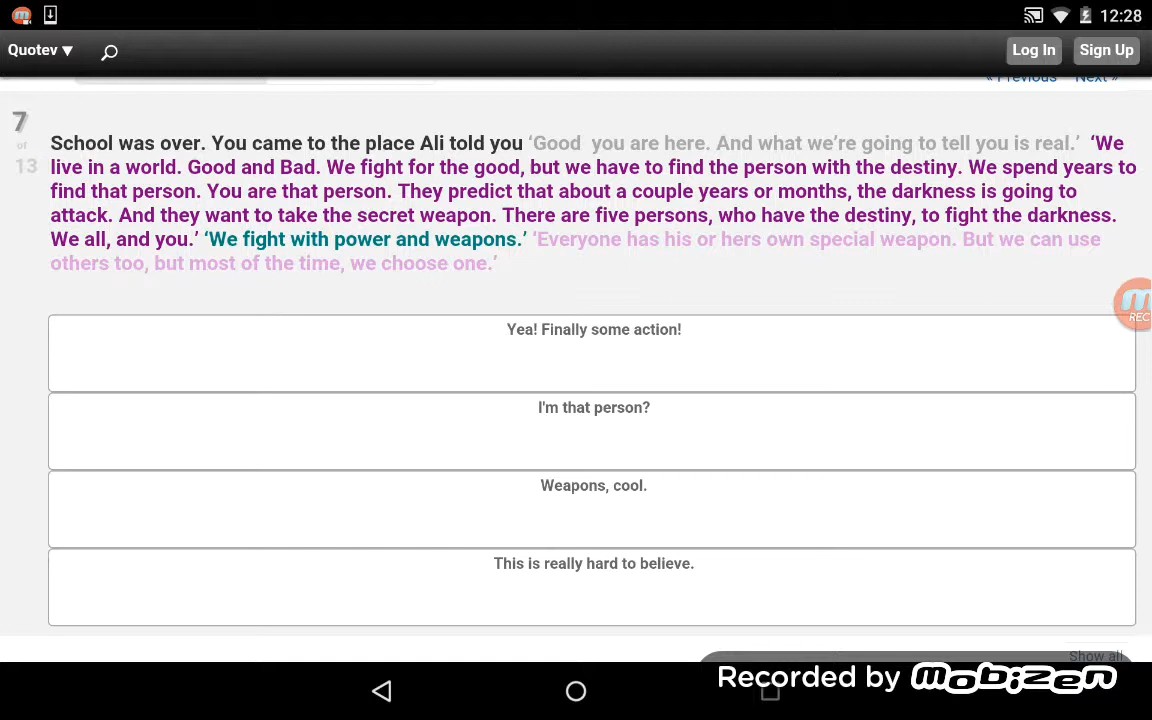 12:28
Quotev ▼
Log In
Sign Up
« Previous Next »
7
of
13
School was over. You came to the place Ali told you ‘Good you are here. And what we’re going to tell you is real.’ ‘We
live in a world. Good and Bad. We fight for the good, but we have to find the person with the destiny. We spend years to
find that person. You are that person. They predict that about a couple years or months, the darkness is going to
attack. And they want to take the secret weapon. There are five persons, who have the destiny, to fight the darkness.
We all, and you.’ ‘We fight with power and weapons.’ ‘Everyone has his or hers own special weapon. But we can use
others too, but most of the time, we choose one.’
REC
Yea! Finally some action!
I'm that person?
Weapons, cool.
This is really hard to believe.
Show all
Recorded by mobizen